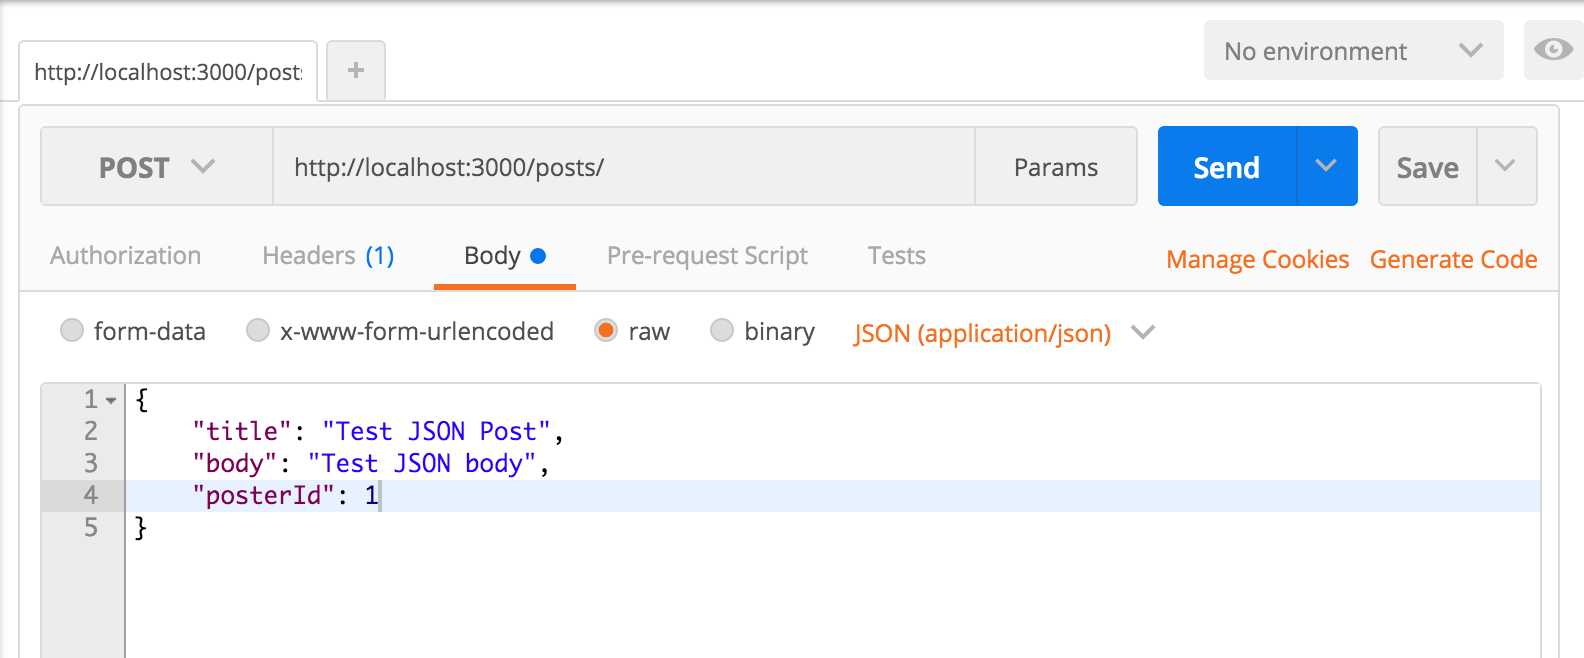 http://localhost:3000/posts
+
No environment
POST http://localhost:3000/posts/ Params Send Save
Authorization Headers (1) Body Pre-request Script Tests Manage Cookies Generate Code
form-data x-www-form-urlencoded raw binary JSON (application/json)
1 {
2 "title": "Test JSON Post",
3 "body": "Test JSON body",
4 "posterId": 1
5 }